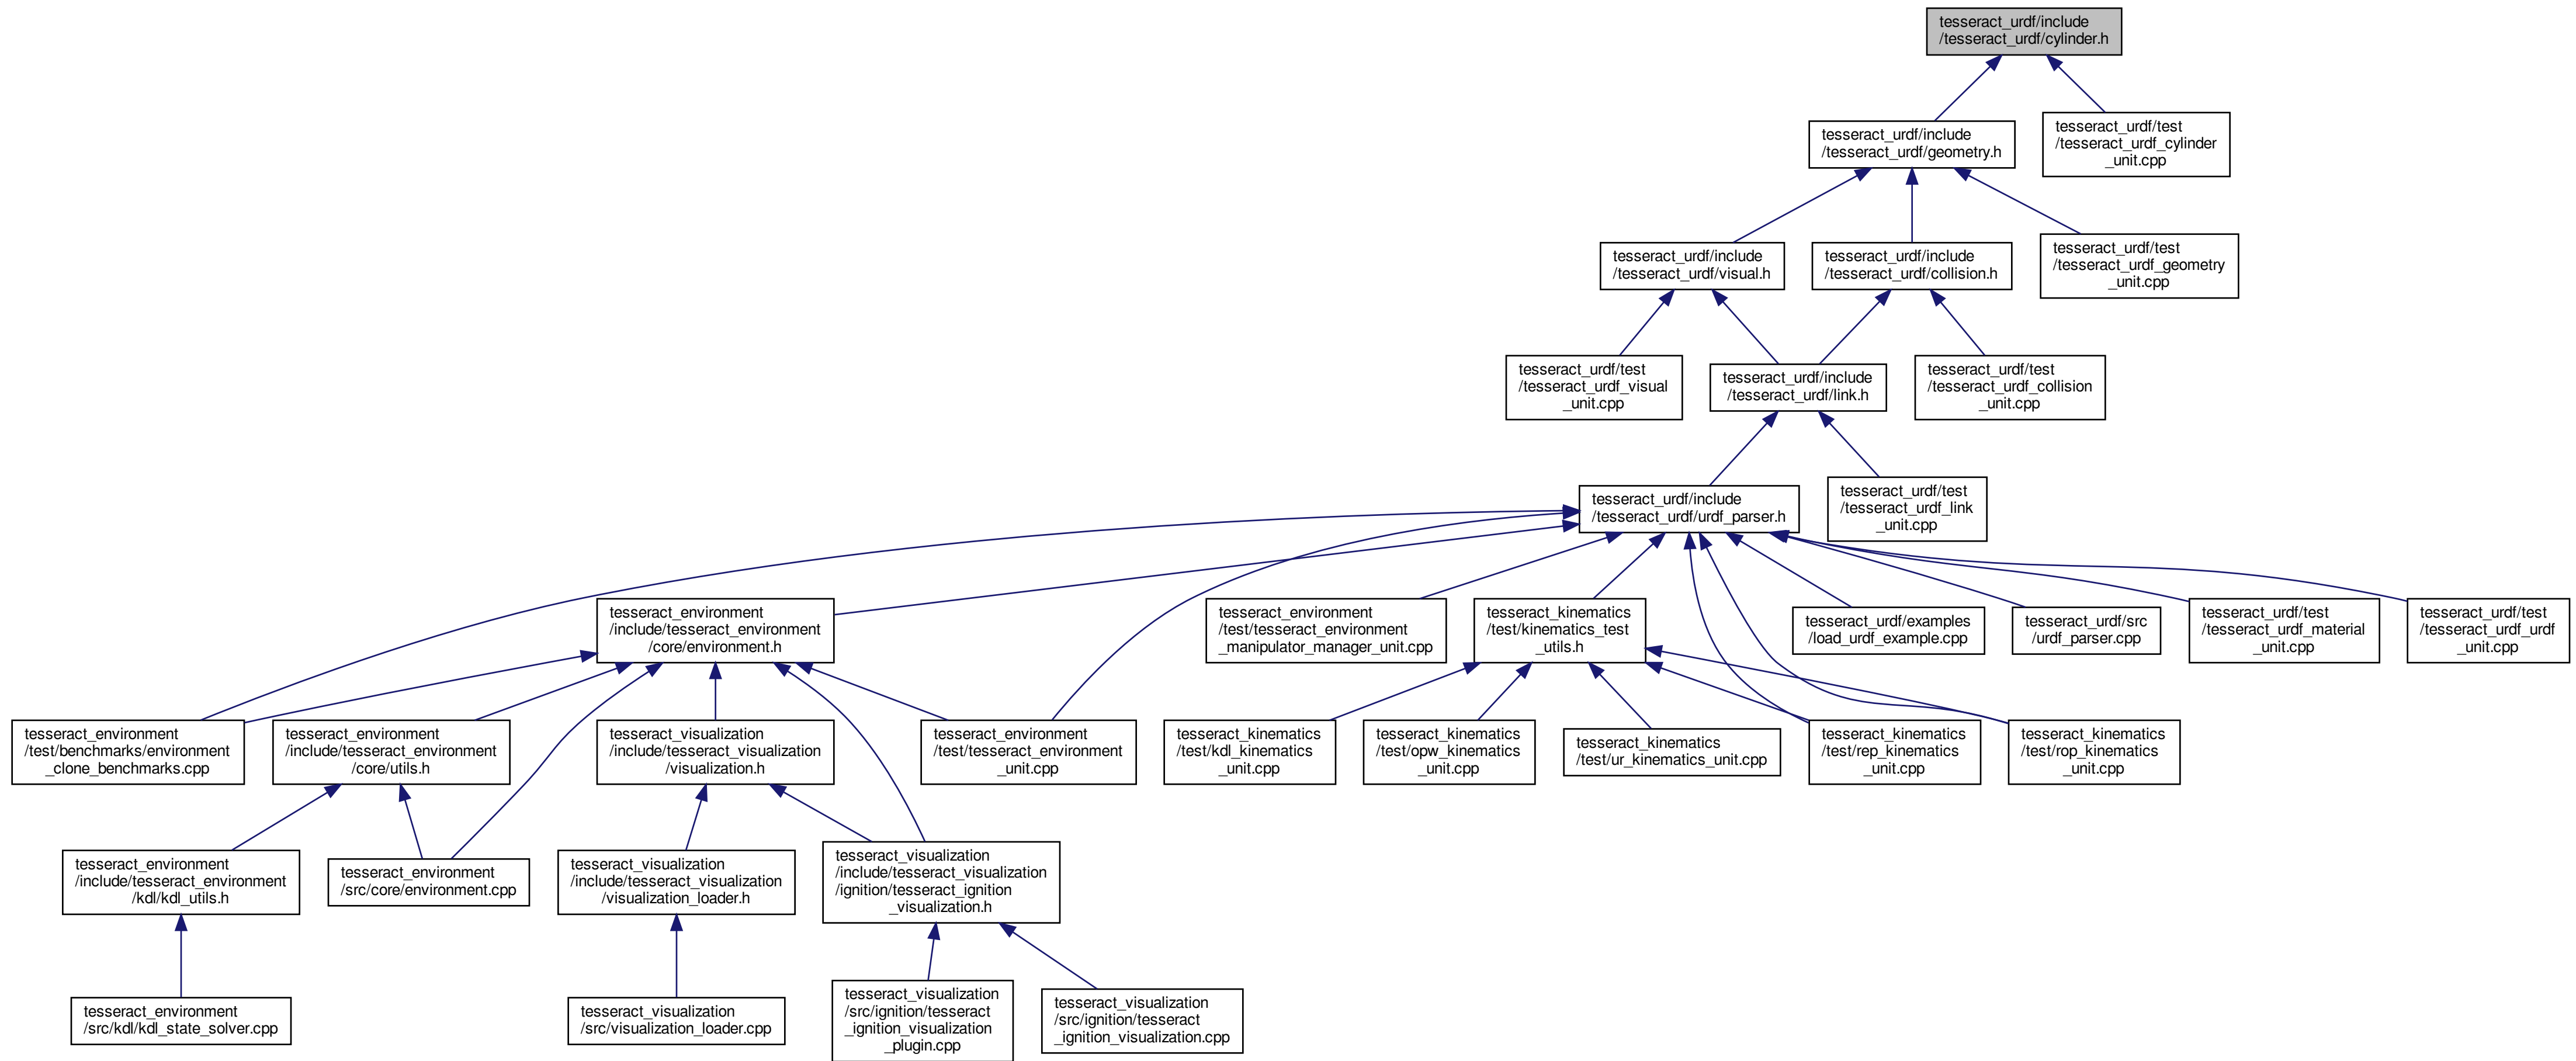 tesseract_urdf/include
/tesseract_urdf/cylinder.h
tesseract_urdf/include
/tesseract_urdf/geometry.h
tesseract_urdf/test
/tesseract_urdf_cylinder
_unit.cpp
tesseract_urdf/include
/tesseract_urdf/visual.h
tesseract_urdf/include
/tesseract_urdf/collision.h
tesseract_urdf/test
/tesseract_urdf_geometry
_unit.cpp
tesseract_urdf/test
/tesseract_urdf_visual
_unit.cpp
tesseract_urdf/include
/tesseract_urdf/link.h
tesseract_urdf/test
/tesseract_urdf_collision
_unit.cpp
tesseract_urdf/include
/tesseract_urdf/urdf_parser.h
tesseract_urdf/test
/tesseract_urdf_link
_unit.cpp
tesseract_environment
/include/tesseract_environment
/core/environment.h
tesseract_environment
/test/tesseract_environment
_manipulator_manager_unit.cpp
tesseract_kinematics
/test/kinematics_test
_utils.h
tesseract_urdf/examples
/load_urdf_example.cpp
tesseract_urdf/src
/urdf_parser.cpp
tesseract_urdf/test
/tesseract_urdf_material
_unit.cpp
tesseract_urdf/test
/tesseract_urdf_urdf
_unit.cpp
tesseract_environment
/test/benchmarks/environment
_clone_benchmarks.cpp
tesseract_environment
/include/tesseract_environment
/core/utils.h
tesseract_visualization
/include/tesseract_visualization
/visualization.h
tesseract_environment
/test/tesseract_environment
_unit.cpp
tesseract_kinematics
/test/kdl_kinematics
_unit.cpp
tesseract_kinematics
/test/opw_kinematics
_unit.cpp
tesseract_kinematics
/test/ur_kinematics_unit.cpp
tesseract_kinematics
/test/rep_kinematics
_unit.cpp
tesseract_kinematics
/test/rop_kinematics
_unit.cpp
tesseract_environment
/include/tesseract_environment
/kdl/kdl_utils.h
tesseract_environment
/src/core/environment.cpp
tesseract_visualization
/include/tesseract_visualization
/visualization_loader.h
tesseract_visualization
/include/tesseract_visualization
/ignition/tesseract_ignition
_visualization.h
tesseract_environment
/src/kdl/kdl_state_solver.cpp
tesseract_visualization
/src/visualization_loader.cpp
tesseract_visualization
/src/ignition/tesseract
_ignition_visualization
_plugin.cpp
tesseract_visualization
/src/ignition/tesseract
_ignition_visualization.cpp